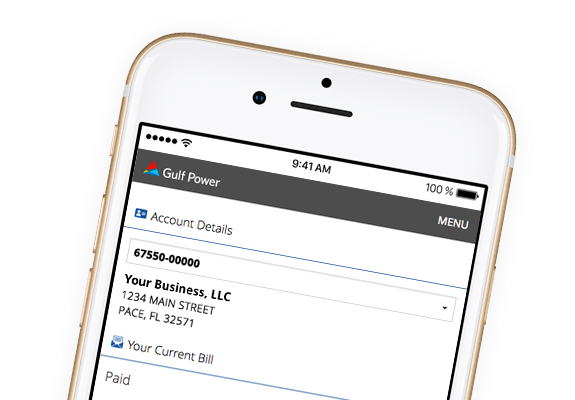 9:41 AM
100 %
Gulf Power
MENU
Account Details
67550-00000
Your Business, LLC
1234 MAIN STREET
PACE, FL 32571
Your Current Bill
Paid